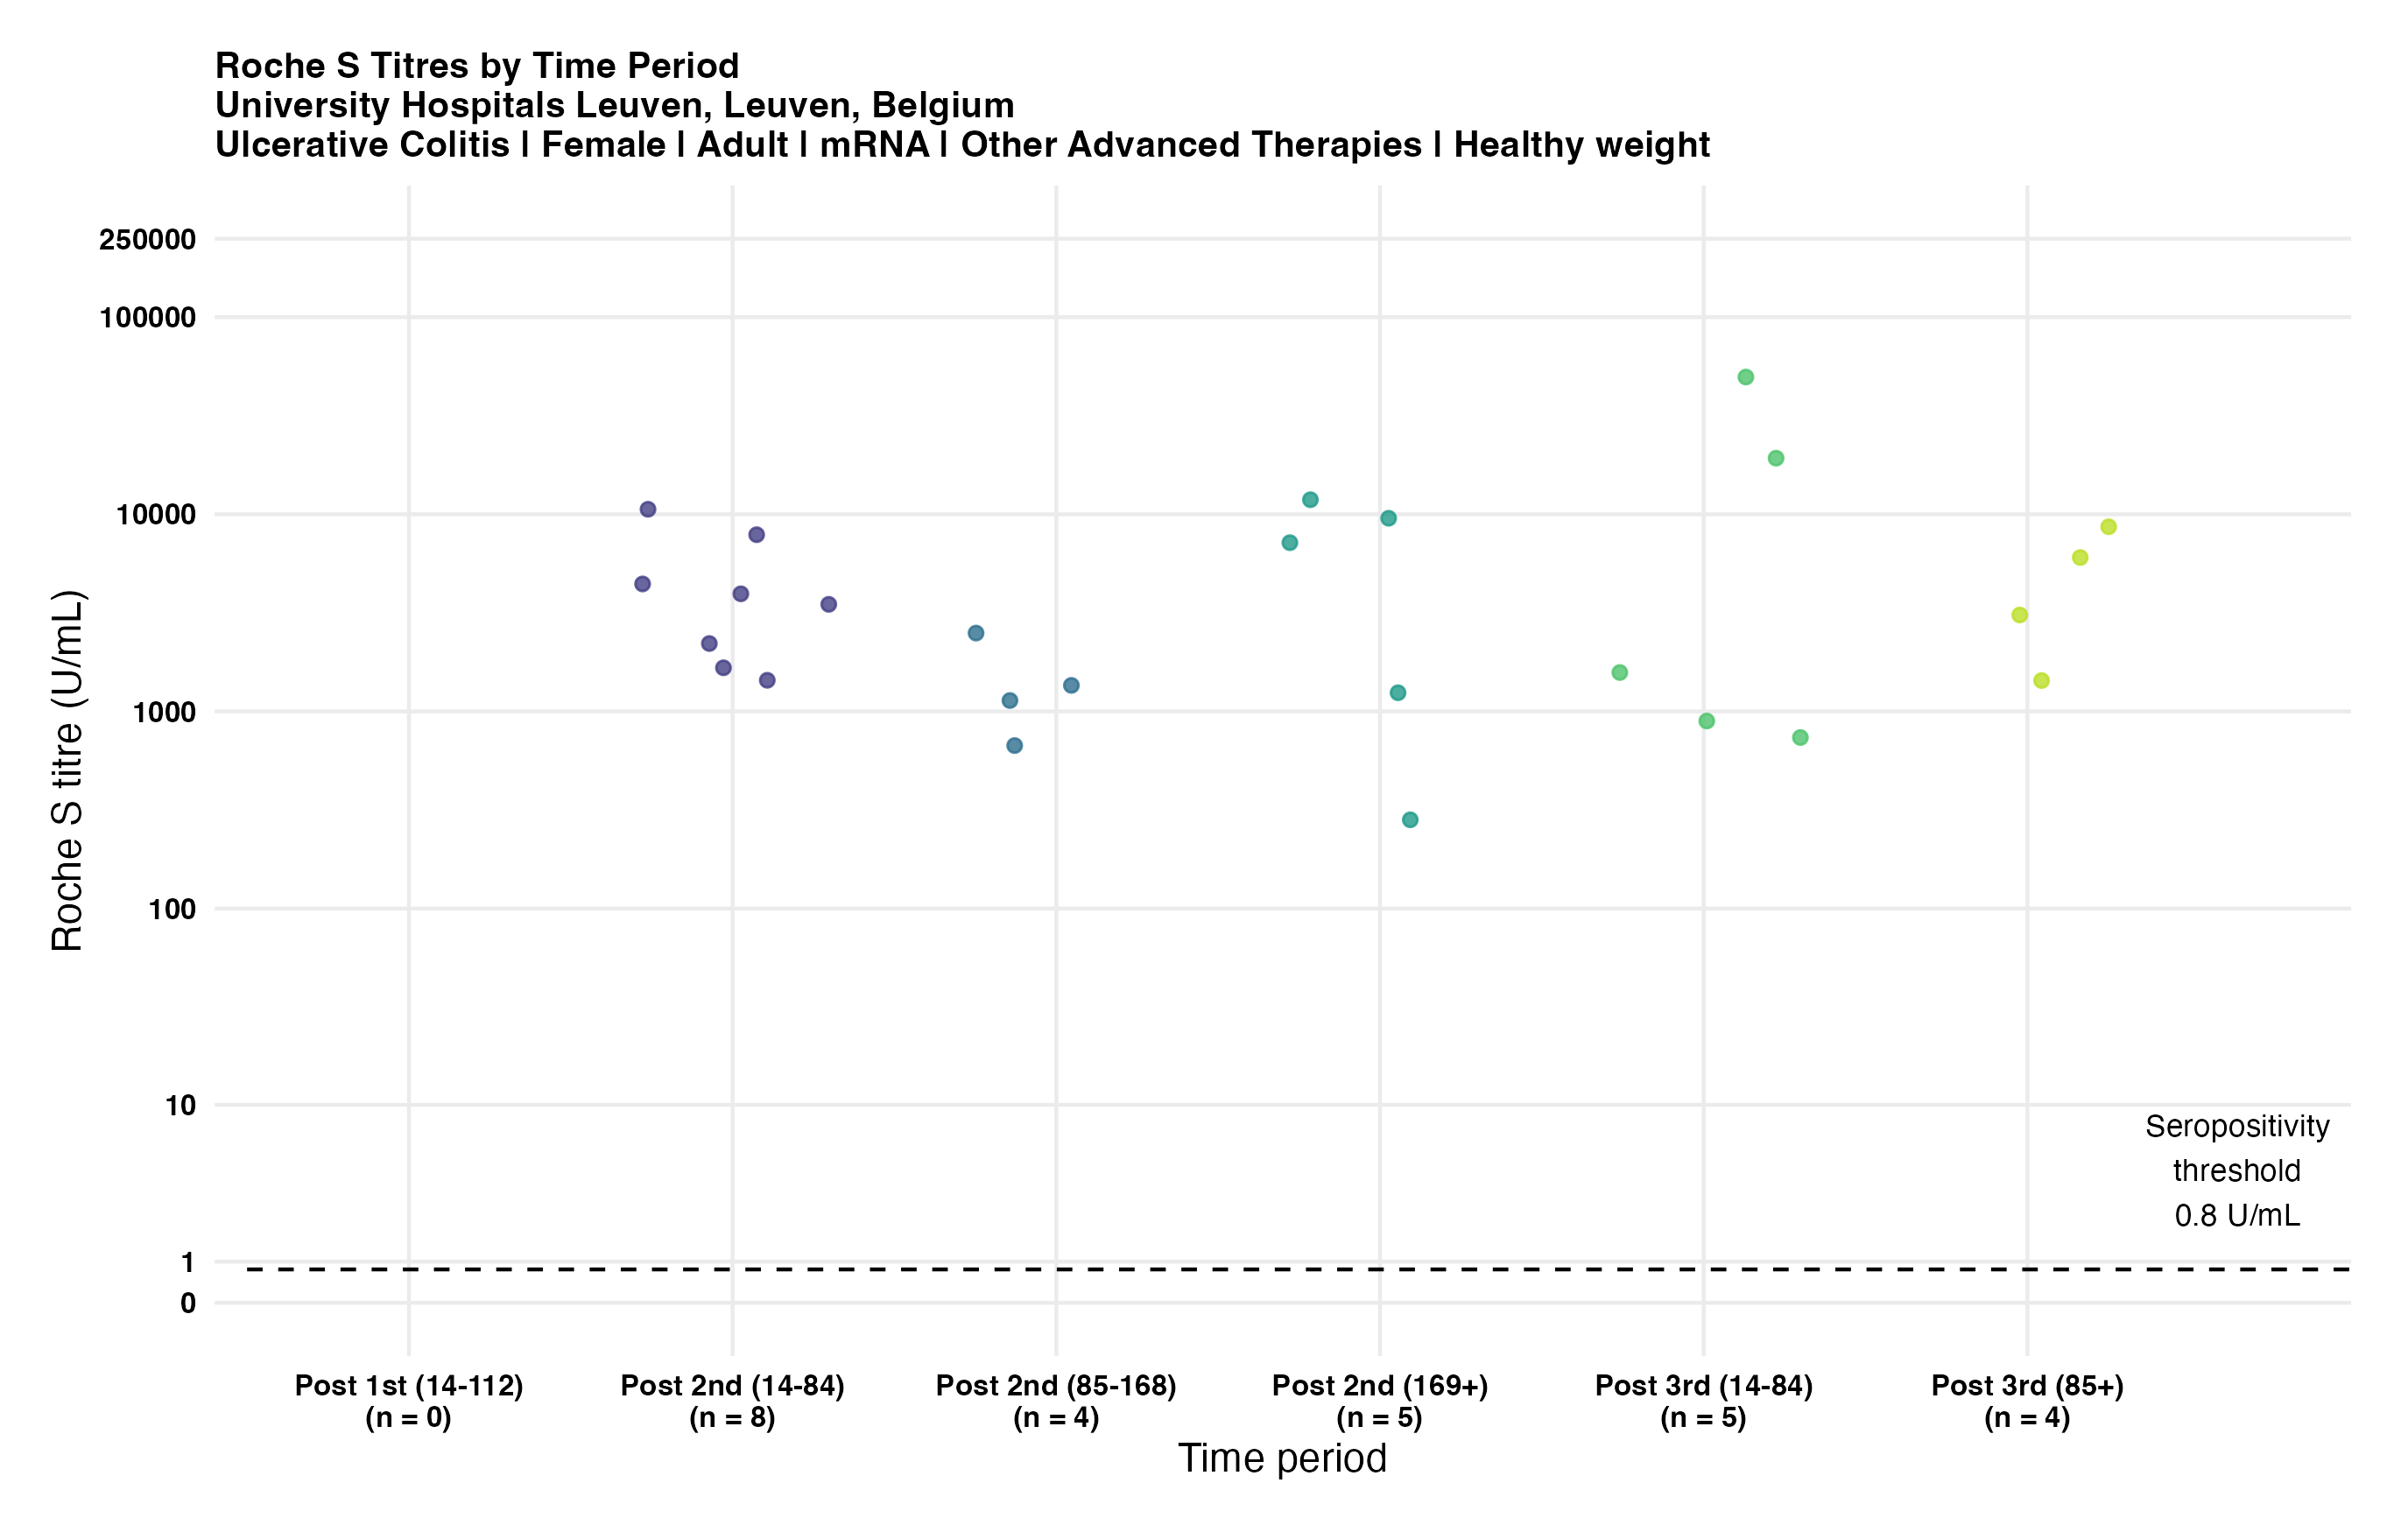 Roche S Titres by Time Period
University Hospitals Leuven, Leuven, Belgium
Ulcerative Colitis | Female | Adult | mRNA | Other Advanced Therapies | Healthy weight
Roche S titre (U/mL)
250000
100000
10000
1000
100
10
1
0
Seropositivity
threshold
0.8 U/mL
Post 1st (14-112)
(n = 0)
Post 2nd (14-84)
(n = 8)
Post 2nd (85-168)
(n = 4)
Post 2nd (169+)
(n = 5)
Post 3rd (14-84)
(n = 5)
Post 3rd (85+)
(n = 4)
Time period